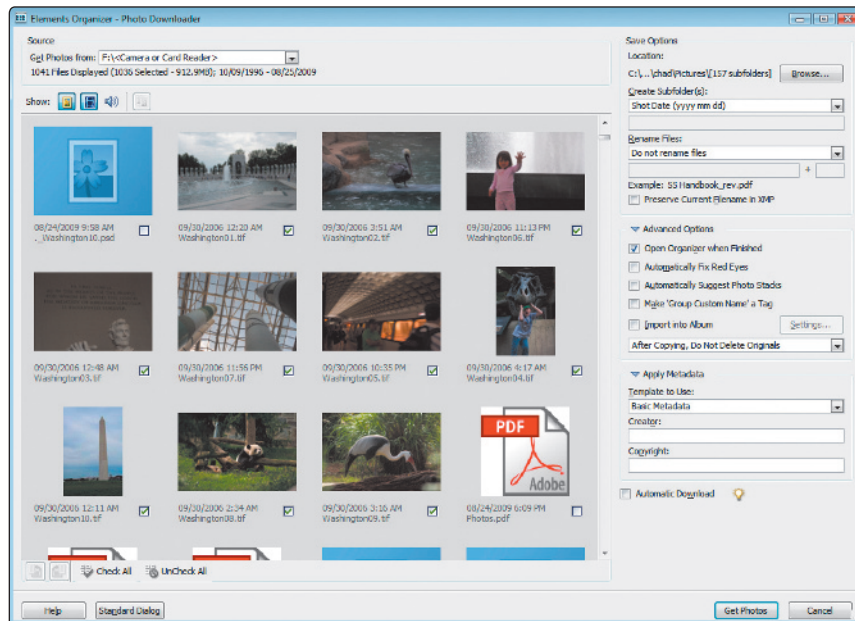 Elements Organizer - Photo Downloader
Source
Get Photos from: F:\<Camera or Card Reader>
1041 Files Displayed (1036 Selected - 912.9MB); 10/09/1996 - 08/25/2009
Show:
08/24/2009 9:58 AM
._Washington10.psd
09/30/2006 12:20 AM
Washington01.tif
09/30/2006 3:51 AM
Washington02.tif
09/30/2006 11:13 PM
Washington06.tif
09/30/2006 12:48 AM
Washington03.tif
09/30/2006 11:56 PM
Washington07.tif
09/30/2006 10:35 PM
Washington05.tif
09/30/2006 4:17 AM
Washington04.tif
PDF
Adobe
09/30/2006 12:11 AM
Washington10.tif
09/30/2006 2:34 AM
Washington08.tif
09/30/2006 3:16 AM
Washington09.tif
08/24/2009 6:09 PM
Photos.pdf
Check All
UnCheck All
Save Options
Location:
C:\,...\chad\Pictures\[157 subfolders]
Browse...
Create Subfolder(s):
Shot Date (yyyy mm dd)
Rename Files:
Do not rename files
+
Example: SS Handbook_rev.pdf
Preserve Current Filename in XMP
Advanced Options
Open Organizer when Finished
Automatically Fix Red Eyes
Automatically Suggest Photo Stacks
Make 'Group Custom Name' a Tag
Import into Album
Settings...
After Copying, Do Not Delete Originals
Apply Metadata
Template to Use:
Basic Metadata
Creator:
Copyright:
Automatic Download
Help
Standard Dialog
Get Photos
Cancel